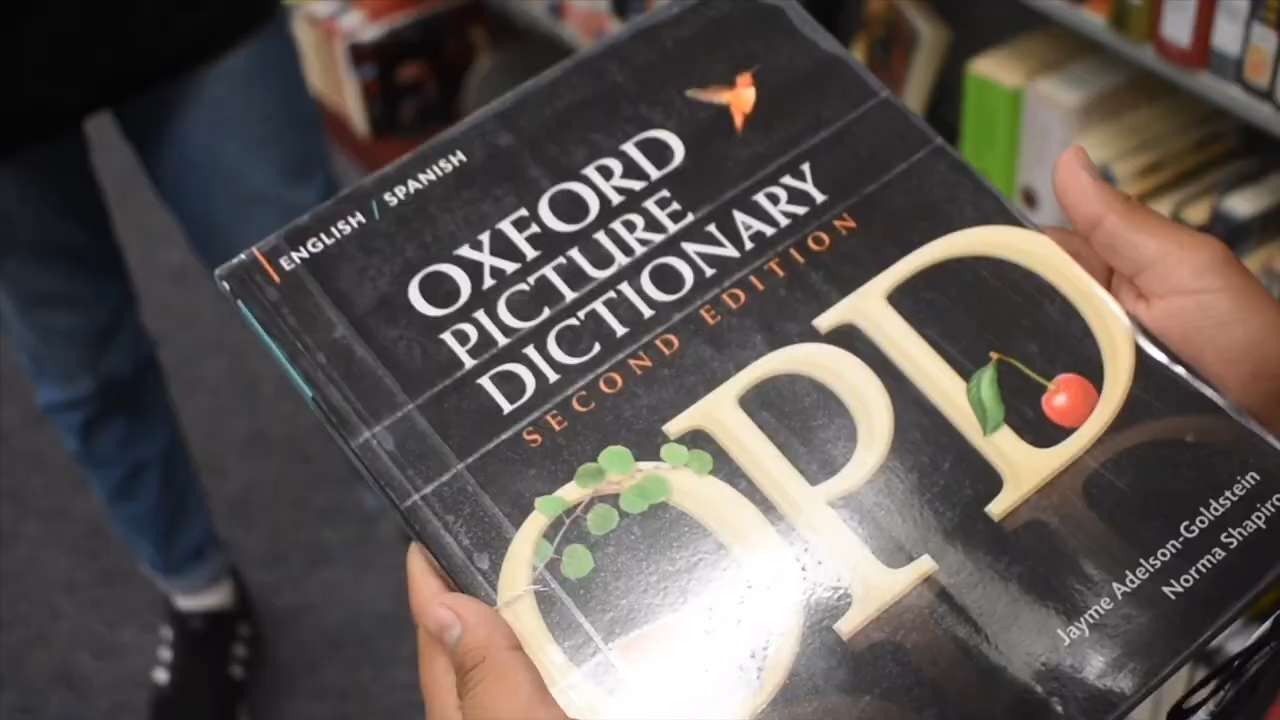 ENGLISH / SPANISH
OXFORD
PICTURE
DICTIONARY
SECOND EDITION
OPD
Jayme Adelson-Goldstein
Norma Shapiro